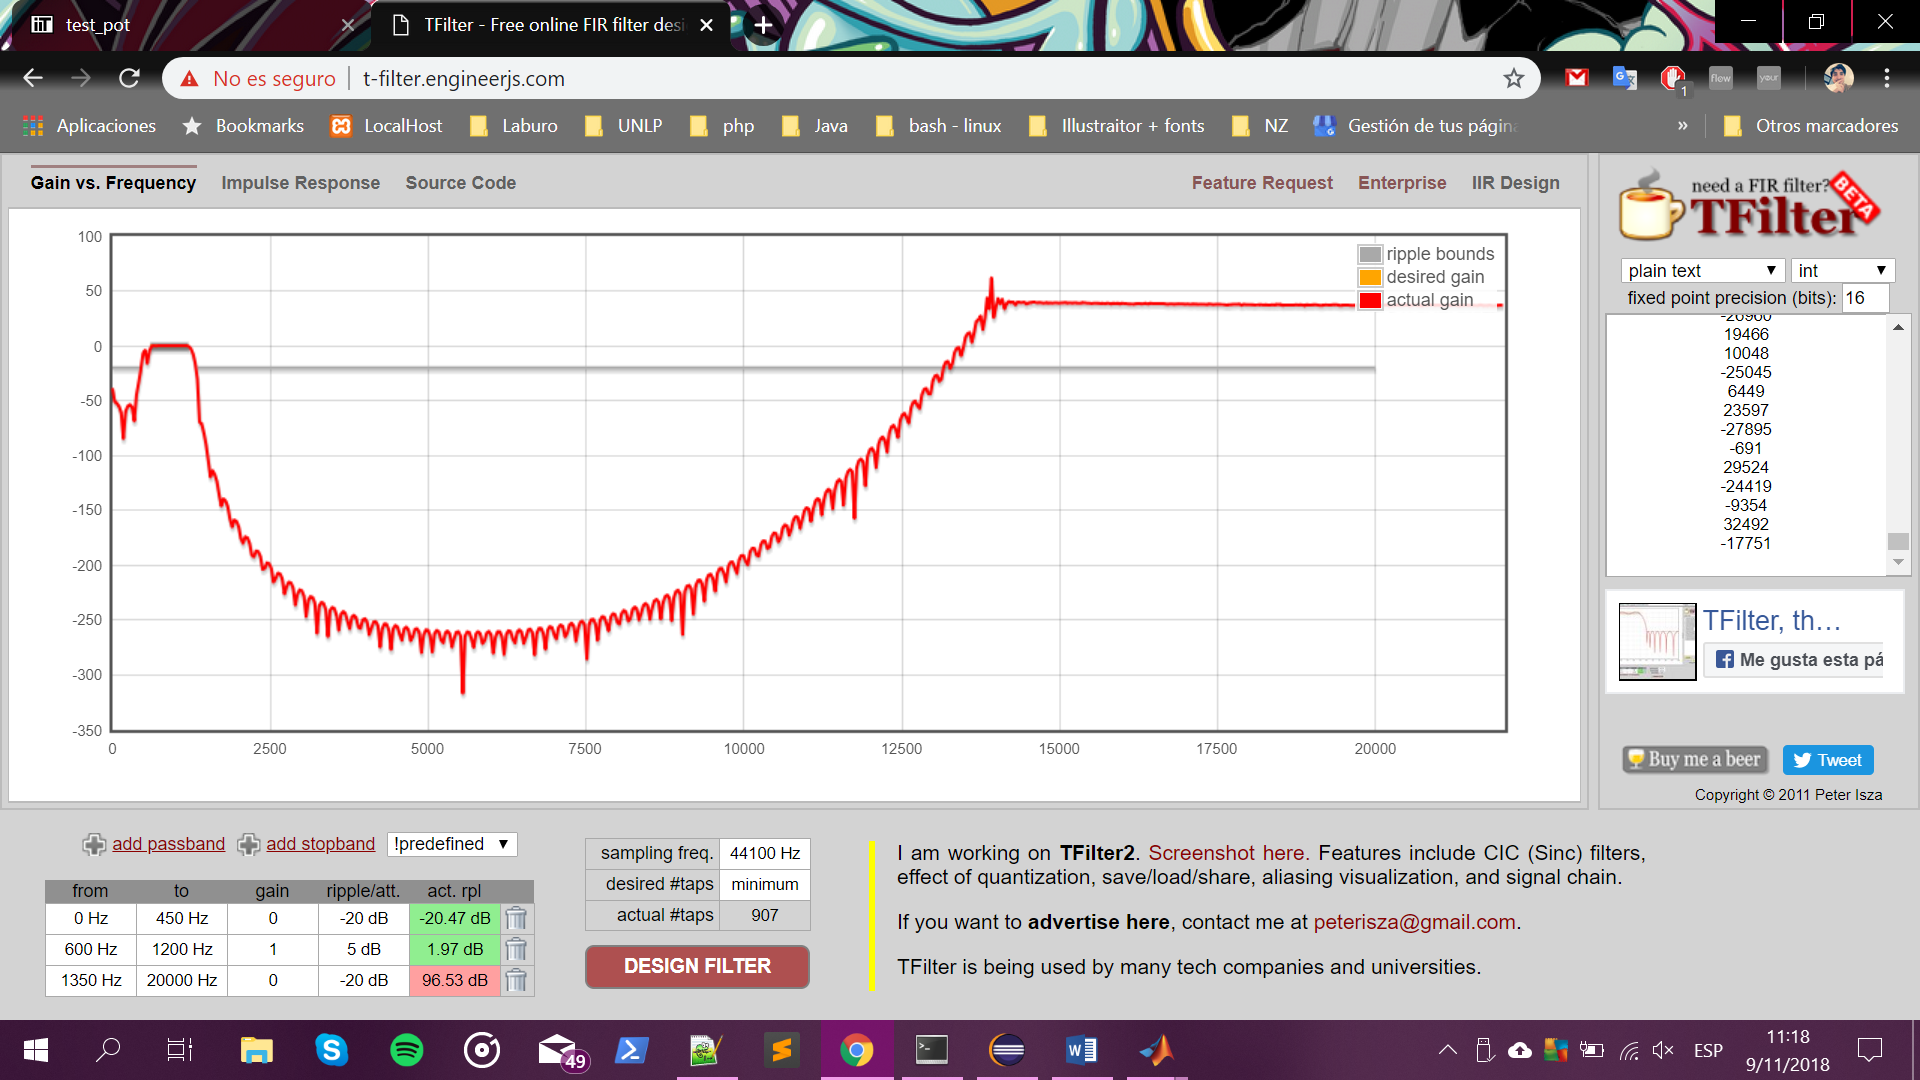 test_pot
TFilter - Free online FIR filter desi
No es seguro
t-filter.engineerjs.com
1
flew
your
Aplicaciones
Bookmarks
LocalHost
Laburo
UNLP
php
Java
bash - linux
Illustraitor + fonts
NZ
Gestión de tus págin
»
Otros marcadores
Gain vs. Frequency
Impulse Response
Source Code
Feature Request
Enterprise
IIR Design
100
50
0
-50
-100
-150
-200
-250
-300
-350
0
2500
5000
7500
10000
12500
15000
17500
20000
ripple bounds
desired gain
actual gain
need a FIR filter?
TFilter
BETA
plain text
int
fixed point precision (bits): 16
-26960
19466
10048
-25045
6449
23597
-27895
-691
29524
-24419
-9354
32492
-17751
TFilter, th…
Me gusta esta pá
Buy me a beer
Tweet
Copyright © 2011 Peter Isza
add passband
add stopband
!predefined
from to gain ripple/att. act. rpl
0 Hz 450 Hz 0 -20 dB -20.47 dB
600 Hz 1200 Hz 1 5 dB 1.97 dB
1350 Hz 20000 Hz 0 -20 dB 96.53 dB
sampling freq. 44100 Hz
desired #taps minimum
actual #taps 907
DESIGN FILTER
I am working on TFilter2. Screenshot here. Features include CIC (Sinc) filters,
effect of quantization, save/load/share, aliasing visualization, and signal chain.
If you want to advertise here, contact me at peterisza@gmail.com.
TFilter is being used by many tech companies and universities.
49
ESP
11:18
9/11/2018